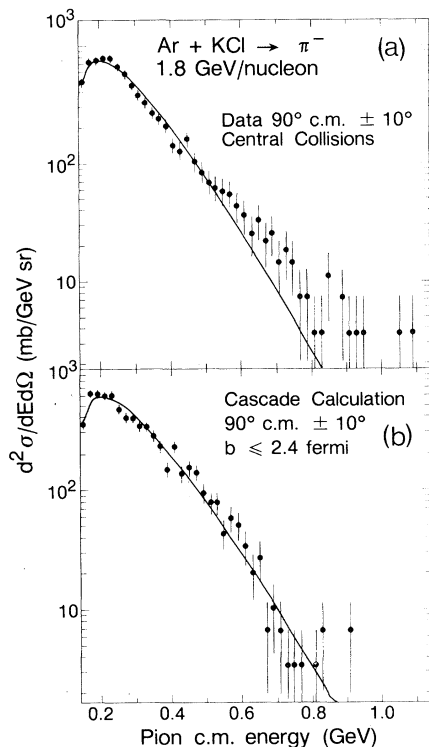 10³
Ar + KCl → π⁻
(a)
1.8 GeV/nucleon
Data 90° c.m. ± 10°
Central Collisions
10²
10
d²σ/dEdΩ (mb/GeV sr)
10³
Cascade Calculation
90° c.m. ± 10°
(b)
b ⩽ 2.4 fermi
10²
10
0.2 0.4 0.6 0.8 1.0
Pion c.m. energy (GeV)